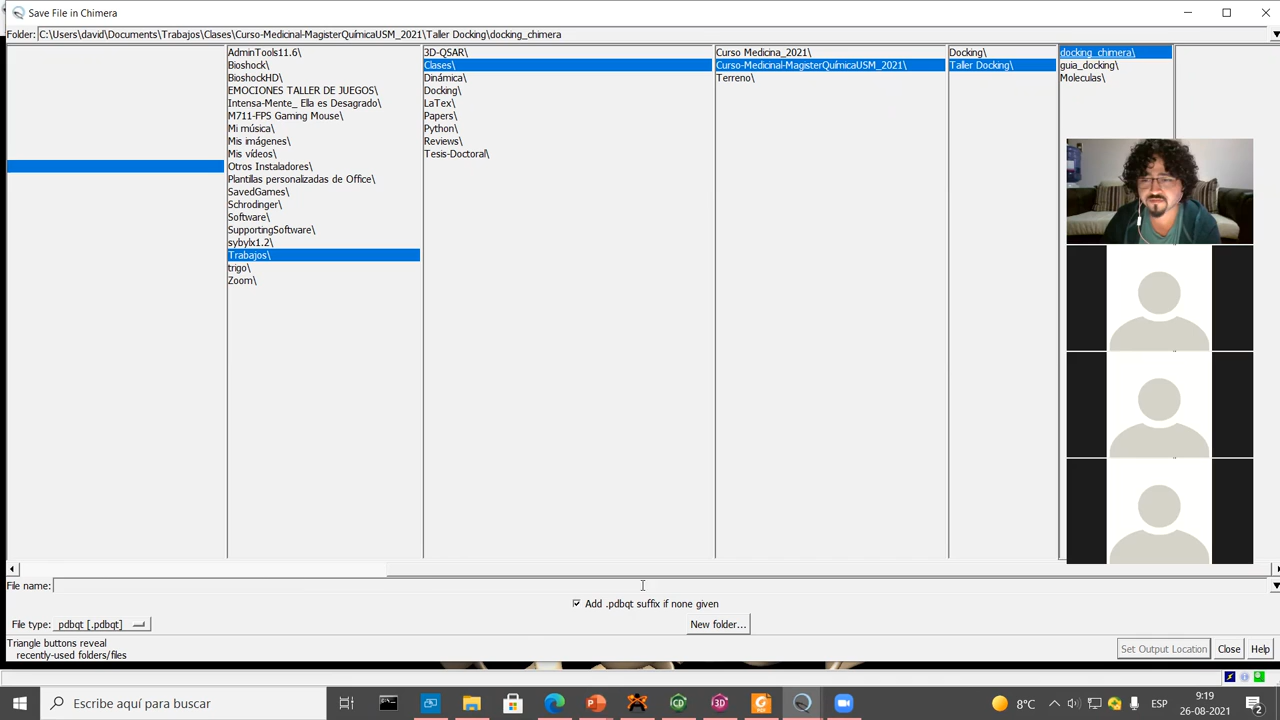 Save File in Chimera
Folder: C:\Users\david\Documents\Trabajos\Clases\Curso-Medicinal-MagisterQuímicaUSM_2021\Taller Docking\docking_chimera
AdminTools11.6\
Bioshock\
BioshockHD\
EMOCIONES TALLER DE JUEGOS\
Intensa-Mente_ Ella es Desagrado\
M711-FPS Gaming Mouse\
Mi música\
Mis imágenes\
Mis vídeos\
Otros Instaladores\
Plantillas personalizadas de Office\
SavedGames\
Schrodinger\
Software\
SupportingSoftware\
sybylx1.2\
Trabajos\
trigo\
Zoom\
3D-QSAR\
Clases\
Dinámica\
Docking\
LaTex\
Papers\
Python\
Reviews\
Tesis-Doctoral\
Curso Medicina_2021\
Curso-Medicinal-MagisterQuímicaUSM_2021\
Terreno\
Docking\
Taller Docking\
docking_chimera\
guia_docking\
Moleculas\
File name:
Add .pdbqt suffix if none given
File type: pdbqt [.pdbqt]
New folder...
Triangle buttons reveal
recently-used folders/files
Set Output Location
Close
Help
Escribe aquí para buscar
8°C
ESP
9:19
26-08-2021
2